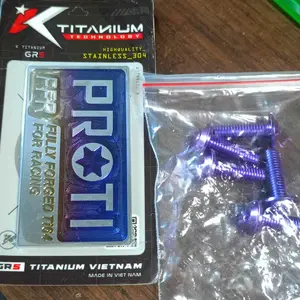 TITANIUM
TECHNOLOGY
K TITANIUM
GR5
HIGHQUALITY
STAINLESS_304
PROTI
FULLY FORGED Ti64
FOR RACING
GR5 TITANIUM VIETNAM
MADE IN VIET NAM